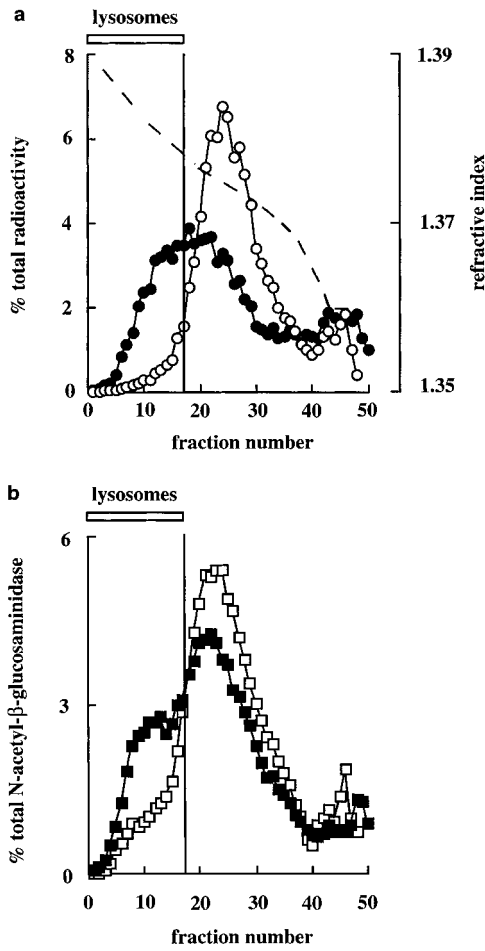 a
lysosomes
8
6
4
2
0
% total radioactivity
1.39
1.37
1.35
refractive index
0 10 20 30 40 50
fraction number
b
lysosomes
6
3
0
% total N-acetyl-β-glucosaminidase
0 10 20 30 40 50
fraction number